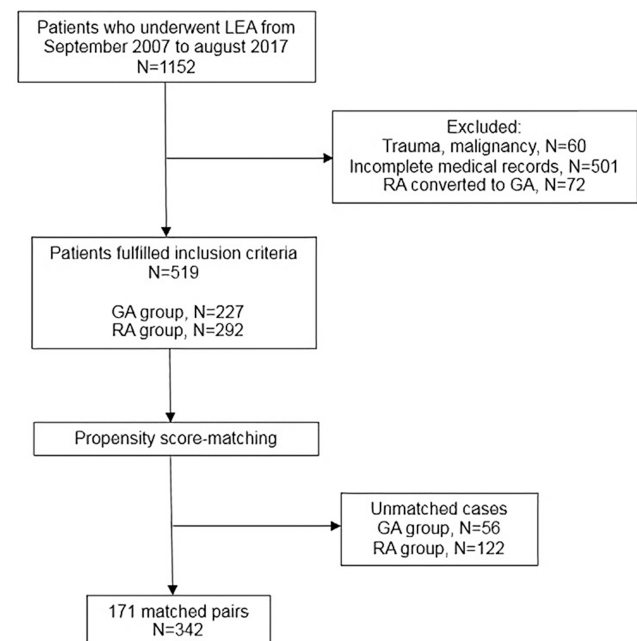 Patients who underwent LEA from
September 2007 to august 2017
N=1152
Excluded:
Trauma, malignancy, N=60
Incomplete medical records, N=501
RA converted to GA, N=72
Patients fulfilled inclusion criteria
N=519
GA group, N=227
RA group, N=292
Propensity score-matching
Unmatched cases
GA group, N=56
RA group, N=122
171 matched pairs
N=342